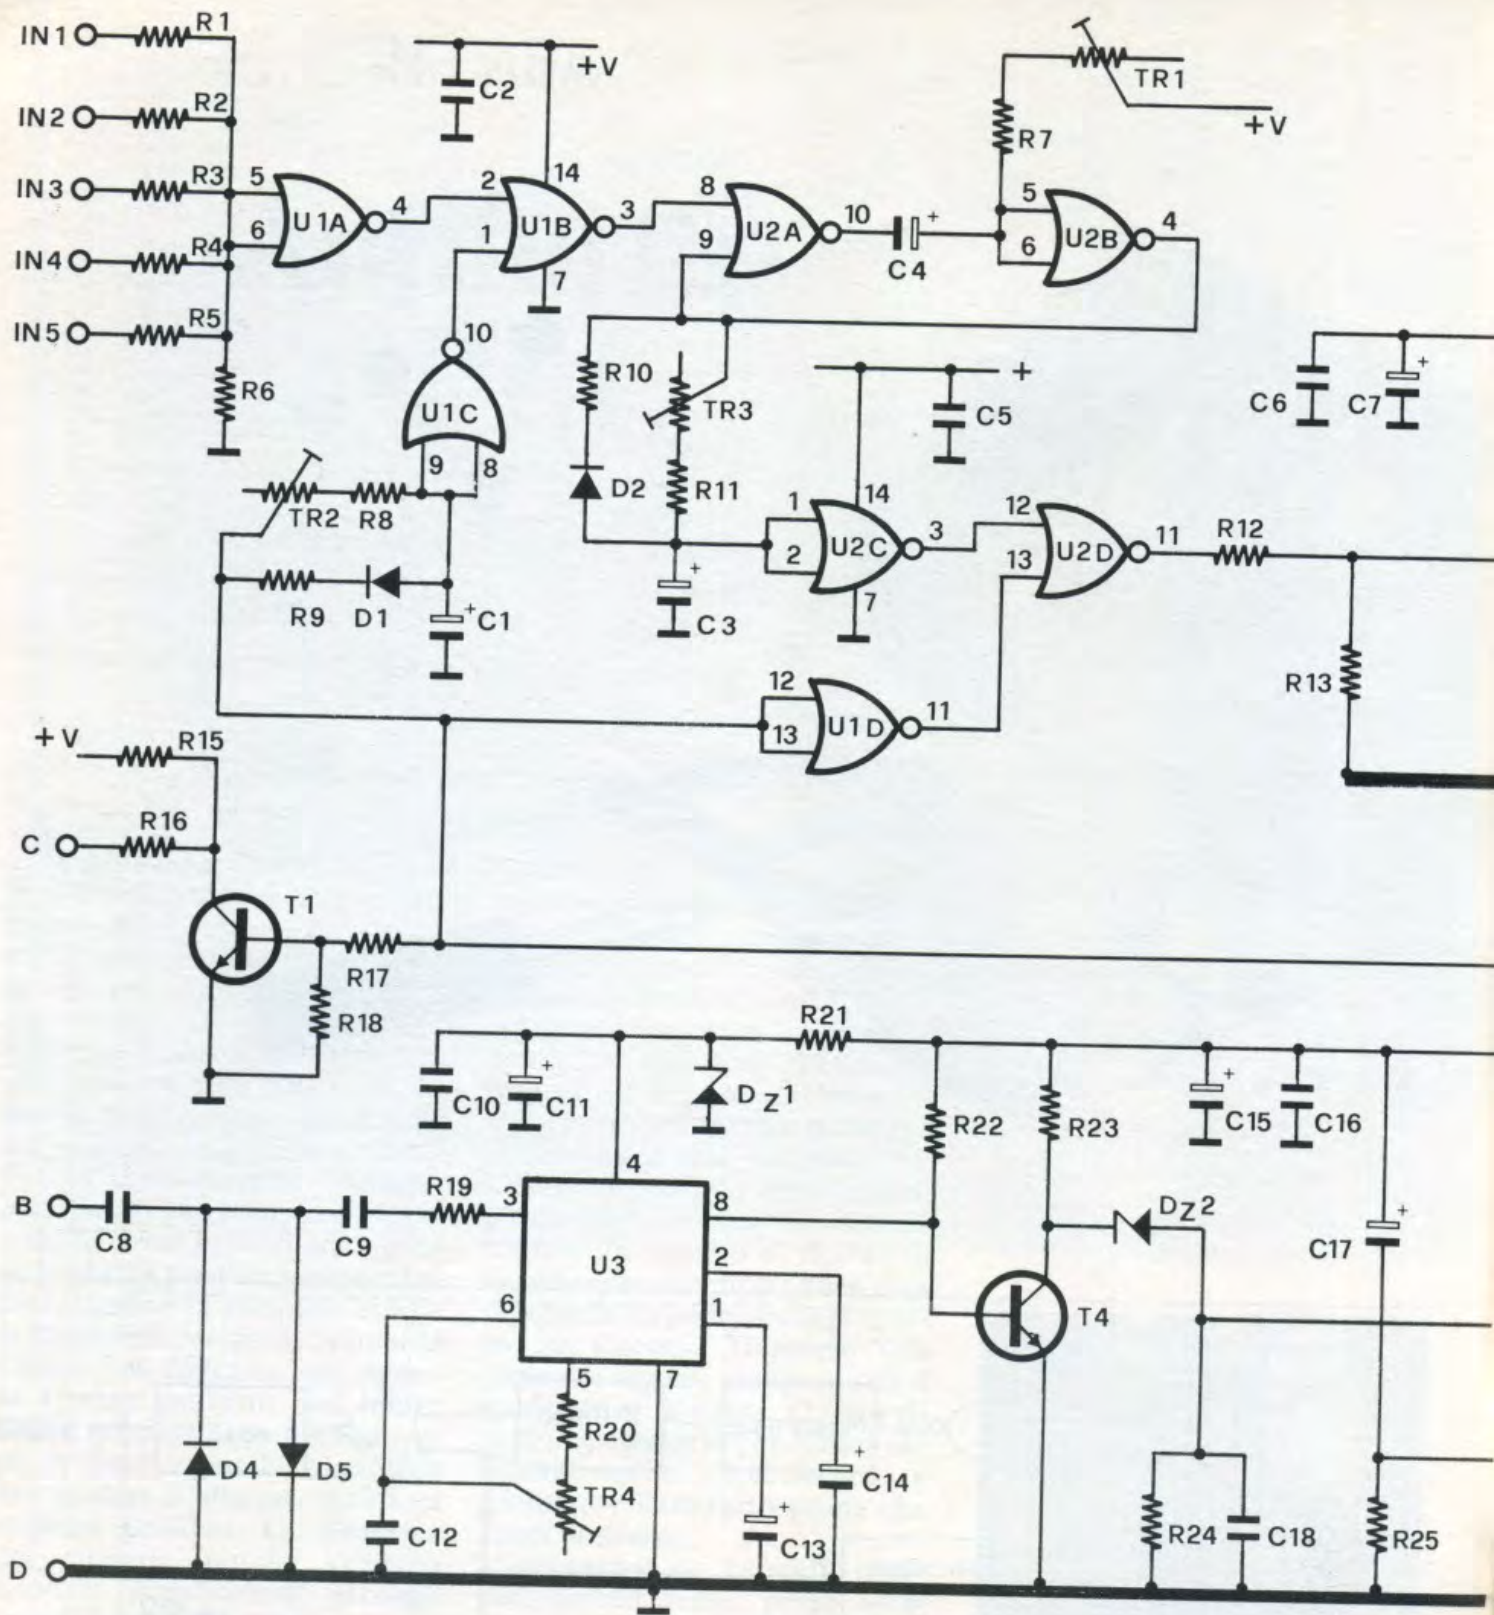 IN1 R1
IN2 R2
IN3 R3
IN4 R4
IN5 R5
R6
5 6 U1A 4
C2 +V
2 1 14 U1B 3 7
8 9 U2A 10
C4 +
TR1 +V
R7
5 6 U2B 4
10 U1C 9 8
R10 TR3
D2 R11
C3 +
TR2 R8
R9 D1 C1 +
+ C5
1 2 14 U2C 3 7
12 13 U2D 11
R12
R13
C6 C7 +
12 13 U1D 11
+V R15
C R16
T1
R17
R18
R21
C10 C11 +
DZ1
R22 R23
C15 + C16
B C8 C9 R19
3 4 8 U3 2 6 1 5 7
DZ2
T4
C17 +
D4 D5
R20
TR4
C12
C13 +
C14 +
R24 C18 R25
D